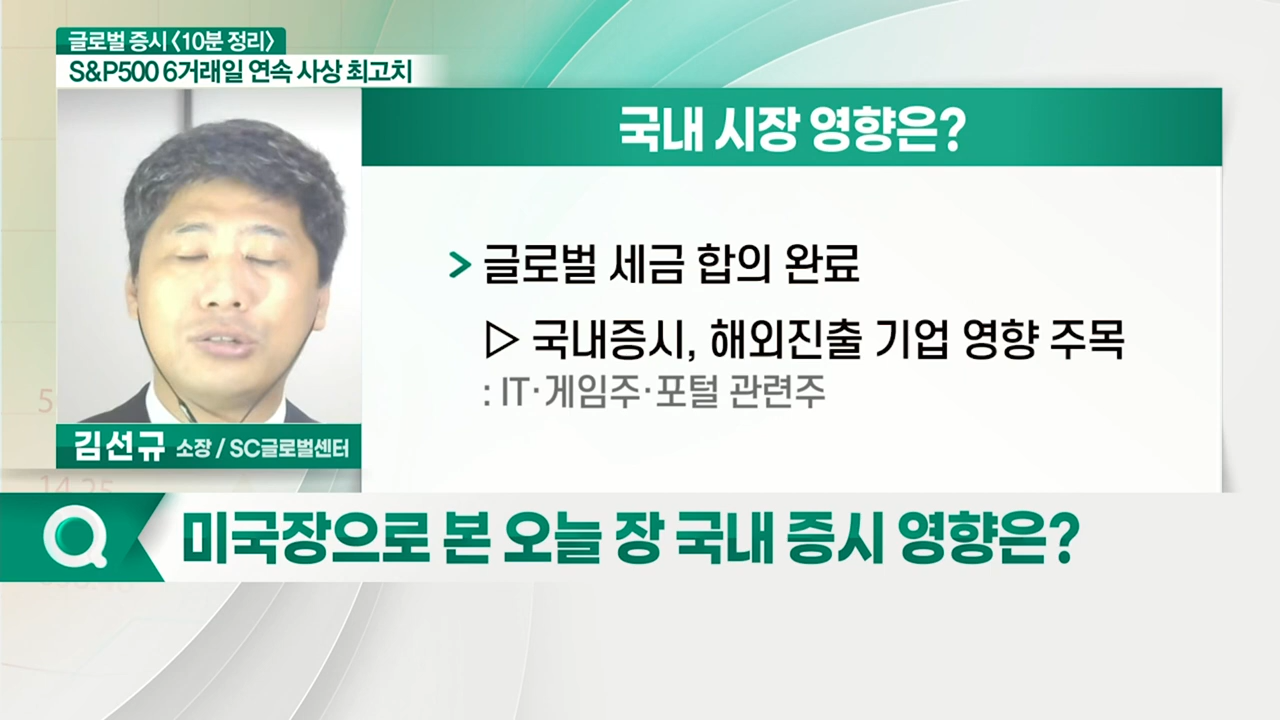 글로벌 증시 〈10분 정리〉
S&P500 6거래일 연속 사상 최고치
국내 시장 영향은?
> 글로벌 세금 합의 완료
▷ 국내증시, 해외진출 기업 영향 주목
: IT·게임주·포털 관련주
김선규 소장 / SC글로벌센터
Q 미국장으로 본 오늘 장 국내 증시 영향은?